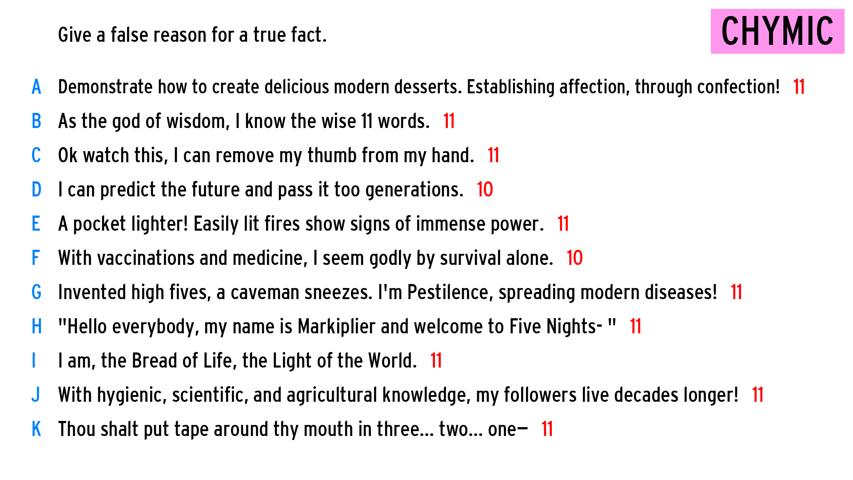 Give a false reason for a true fact.
CHYMIC
A Demonstrate how to create delicious modern desserts. Establishing affection, through confection! 11
B As the god of wisdom, I know the wise 11 words. 11
C Ok watch this, I can remove my thumb from my hand. 11
D I can predict the future and pass it too generations. 10
E A pocket lighter! Easily lit fires show signs of immense power. 11
F With vaccinations and medicine, I seem godly by survival alone. 10
G Invented high fives, a caveman sneezes. I'm Pestilence, spreading modern diseases! 11
H "Hello everybody, my name is Markiplier and welcome to Five Nights- " 11
I I am, the Bread of Life, the Light of the World. 11
J With hygienic, scientific, and agricultural knowledge, my followers live decades longer! 11
K Thou shalt put tape around thy mouth in three... two... one— 11